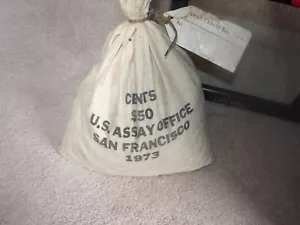 CENTS
$50
U.S. ASSAY OFFICE
SAN FRANCISCO
1973